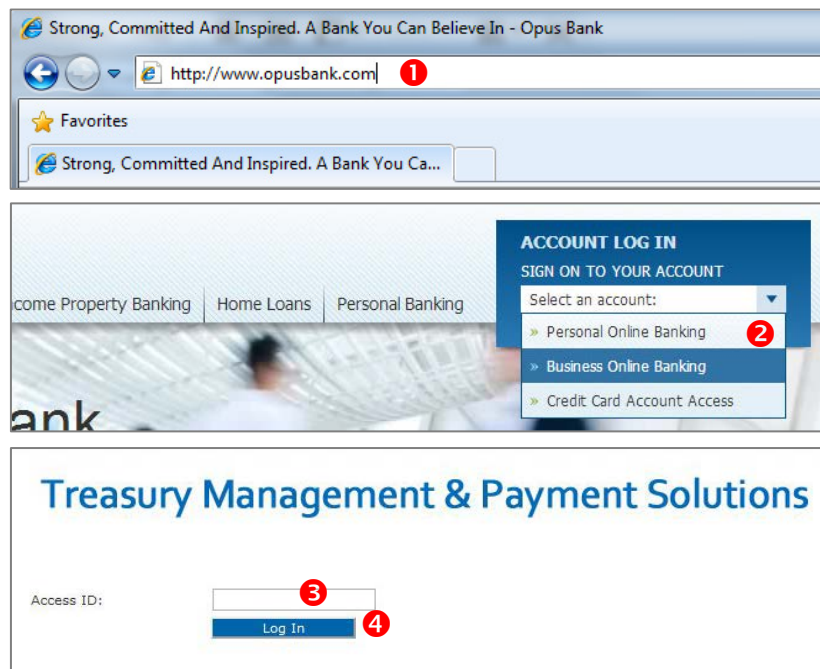 Strong, Committed And Inspired. A Bank You Can Believe In - Opus Bank
http://www.opusbank.com 1
Favorites
Strong, Committed And Inspired. A Bank You Ca...
ACCOUNT LOG IN
SIGN ON TO YOUR ACCOUNT
come Property Banking Home Loans Personal Banking Select an account:
» Personal Online Banking 2
» Business Online Banking
» Credit Card Account Access
ank
Treasury Management & Payment Solutions
Access ID: 3
Log In 4